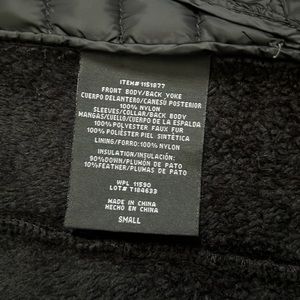 ITEM# 1151877
FRONT BODY/BACK YOKE
CUERPO DELANTERO/CANESÚ POSTERIOR
100% NYLON
SLEEVES/COLLAR/BACK BODY
MANGAS/CUELLO/CUERPO DE LA ESPALDA
100% POLYESTER FAUX FUR
100% POLIÉSTER PIEL SINTÉTICA
LINING/FORRO: 100% NYLON
INSULATION/INSULACIÓN:
90%DOWN/PLUMÓN DE PATO
10%FEATHER/PLUMAS DE PATO
WPL 11590
LOT# T184633
MADE IN CHINA
HECHO EN CHINA
SMALL